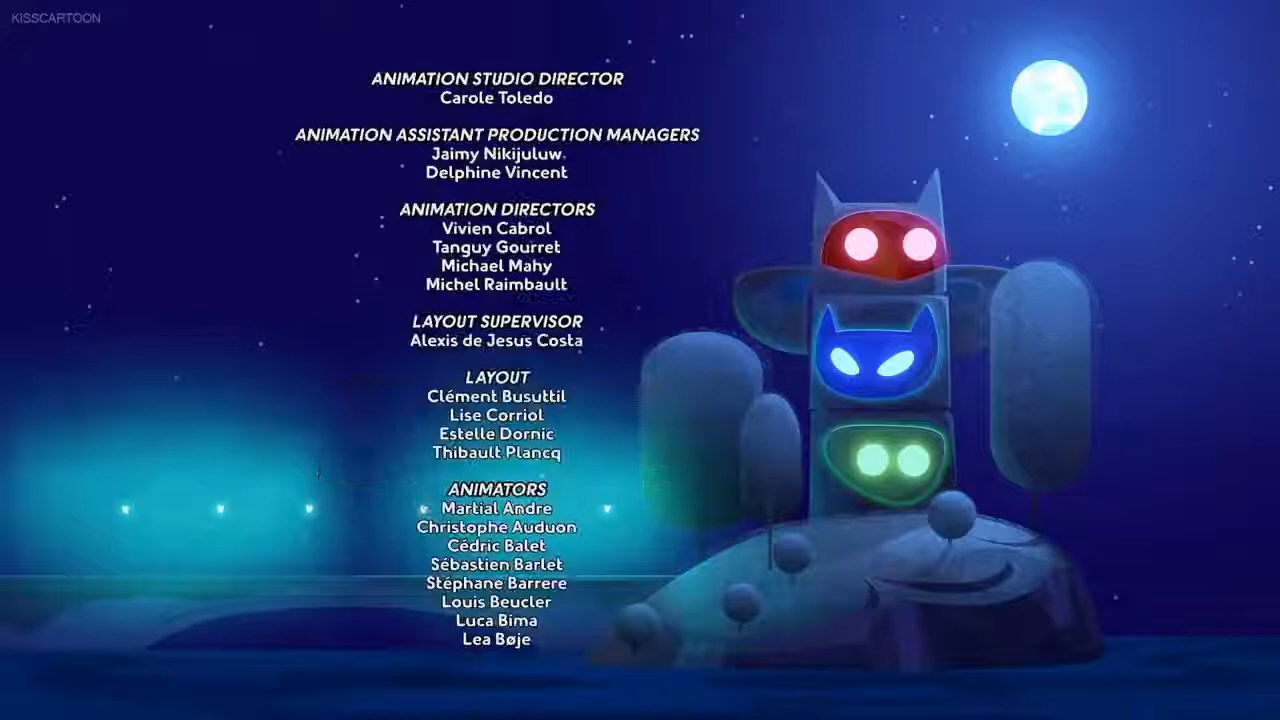 KISSCARTOON
ANIMATION STUDIO DIRECTOR
Carole Toledo
ANIMATION ASSISTANT PRODUCTION MANAGERS
Jaimy Nikijuluw
Delphine Vincent
ANIMATION DIRECTORS
Vivien Cabrol
Tanguy Gourret
Michael Mahy
Michel Raimbault
LAYOUT SUPERVISOR
Alexis de Jesus Costa
LAYOUT
Clément Busuttil
Lise Corriol
Estelle Dornic
Thibault Plancq
ANIMATORS
Martial Andre
Christophe Auduon
Cédric Balet
Sébastien Barlet
Stéphane Barrere
Louis Beucler
Luca Bima
Lea Bøje